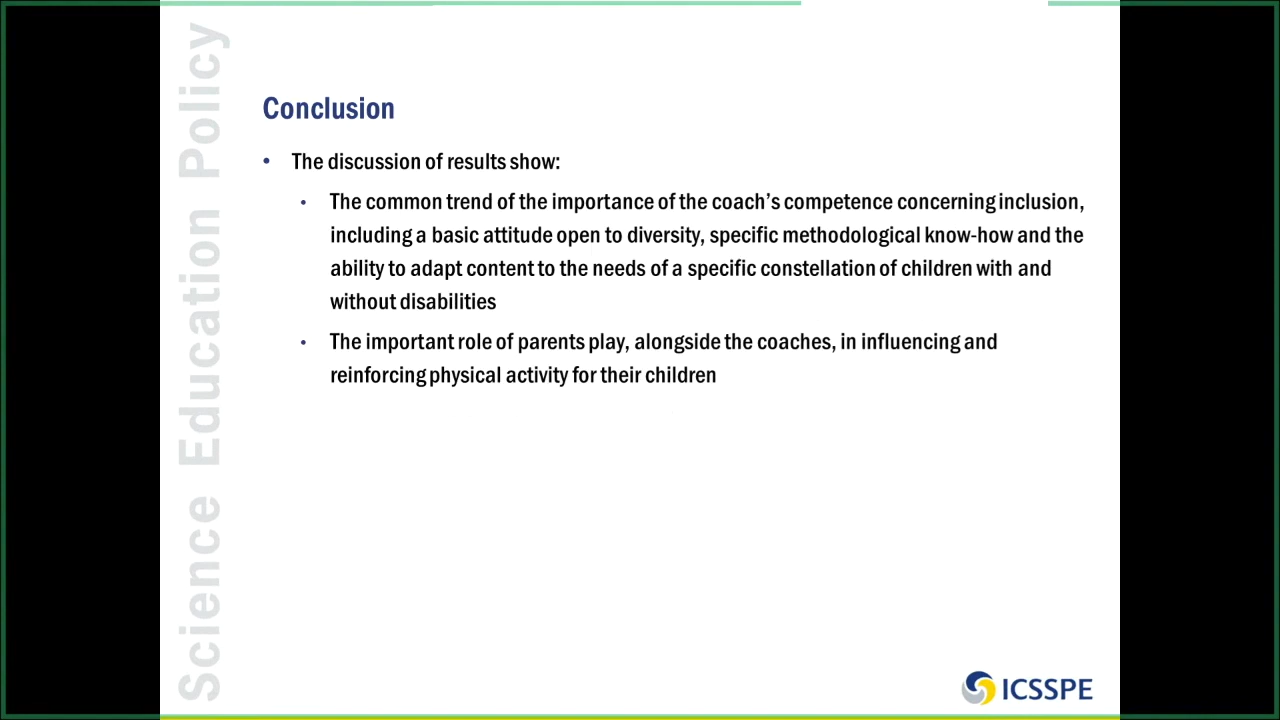 Science Education Policy
Conclusion
• The discussion of results show:
• The common trend of the importance of the coach's competence concerning inclusion,
including a basic attitude open to diversity, specific methodological know-how and the
ability to adapt content to the needs of a specific constellation of children with and
without disabilities
• The important role of parents play, alongside the coaches, in influencing and
reinforcing physical activity for their children
ICSSPE